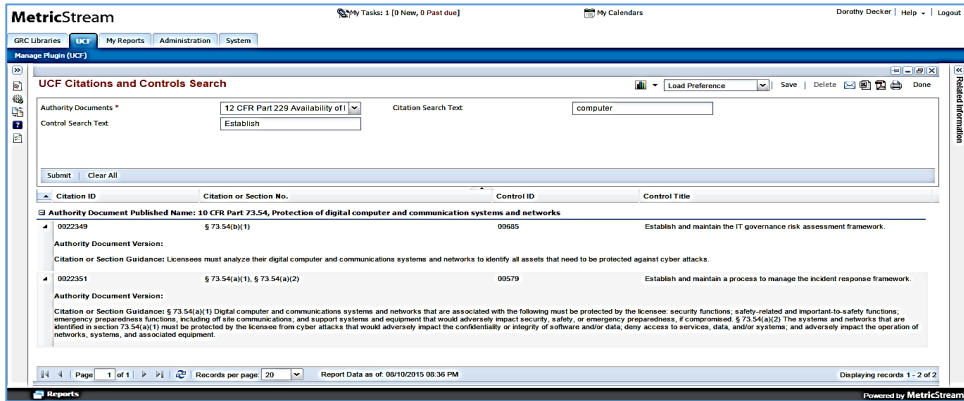 MetricStream
My Tasks: 1 [0 New, 0 Past due]
My Calendars
Dorothy Decker | Help | Logout
GRC Libraries UCF My Reports Administration System
Manage Plugin (UCF)
UCF Citations and Controls Search
Load Preference Save | Delete Done
Related Information
Authority Documents * 12 CFR Part 229 Availability of I Citation Search Text computer
Control Search Text Establish
Submit | Clear All
Citation ID Citation or Section No. Control ID Control Title
Authority Document Published Name: 10 CFR Part 73.54, Protection of digital computer and communication systems and networks
0022349 § 73.54(b)(1) 00685 Establish and maintain the IT governance risk assessment framework.
Authority Document Version:
Citation or Section Guidance: Licensees must analyze their digital computer and communications systems and networks to identify all assets that need to be protected against cyber attacks.
0022351 § 73.54(a)(1), § 73.54(a)(2) 00579 Establish and maintain a process to manage the incident response framework.
Authority Document Version:
Citation or Section Guidance: § 73.54(a)(1) Digital computer and communications systems and networks that are associated with the following must be protected by the licensee: security functions; safety-related and important-to-safety functions;
emergency preparedness functions, including off site communications; and support systems and equipment that would adversely impact security, safety, or emergency preparedness, if compromised. § 73.54(a)(2) The systems and networks that are
identified in section 73.54(a)(1) must be protected by the licensee from cyber attacks that would adversely impact the confidentiality or integrity of software and/or data; deny access to services, data, and/or systems; and adversely impact the operation of
networks, systems, and associated equipment.
Page 1 of 1 Records per page: 20 Report Data as of: 08/10/2015 08:36 PM Displaying records 1 - 2 of 2
Reports Powered by MetricStream